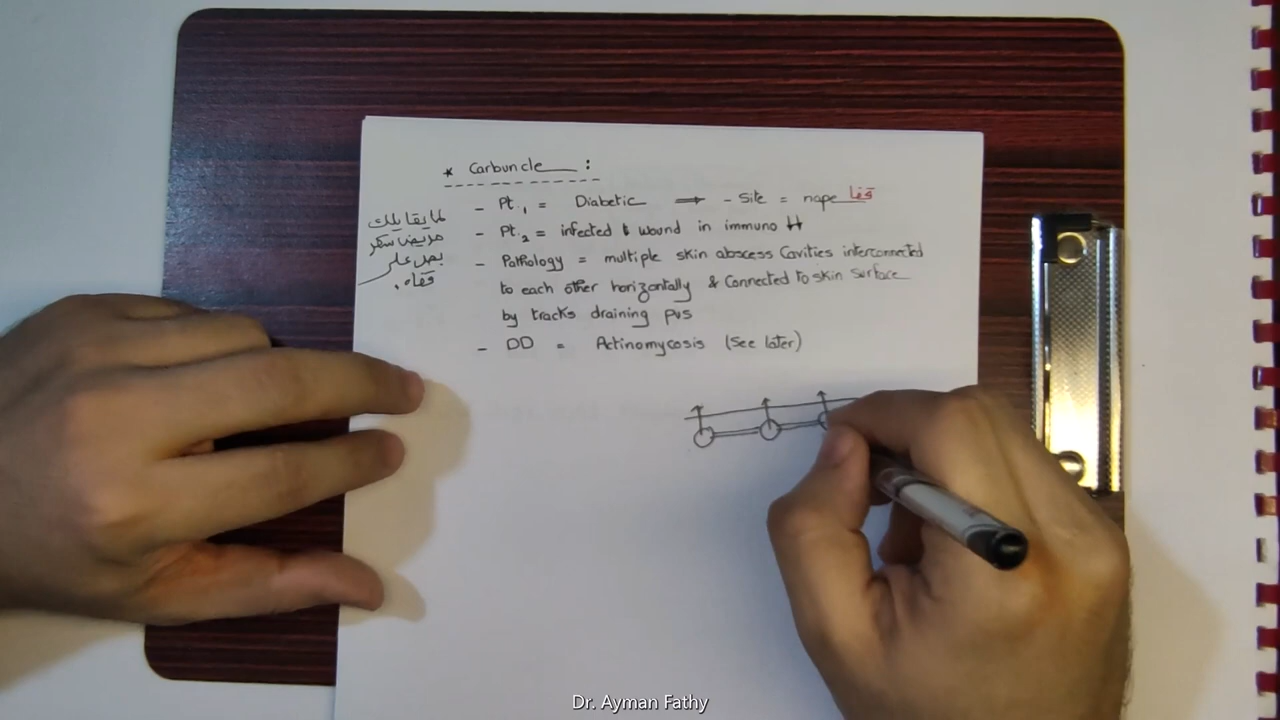 * Carbuncle :
- Pt.1 = Diabetic → - Site = nape قفا
- Pt.2 = infected wound in immuno ↓↓
- Pathology = multiple skin abscess Cavities interconnected
to each other horizontally & Connected to skin Surface
by tracks draining pus
- DD = Actinomycosis (See later)
لما يقابلك
مريض سكر
بص على
قفاه.
Dr. Ayman Fathy